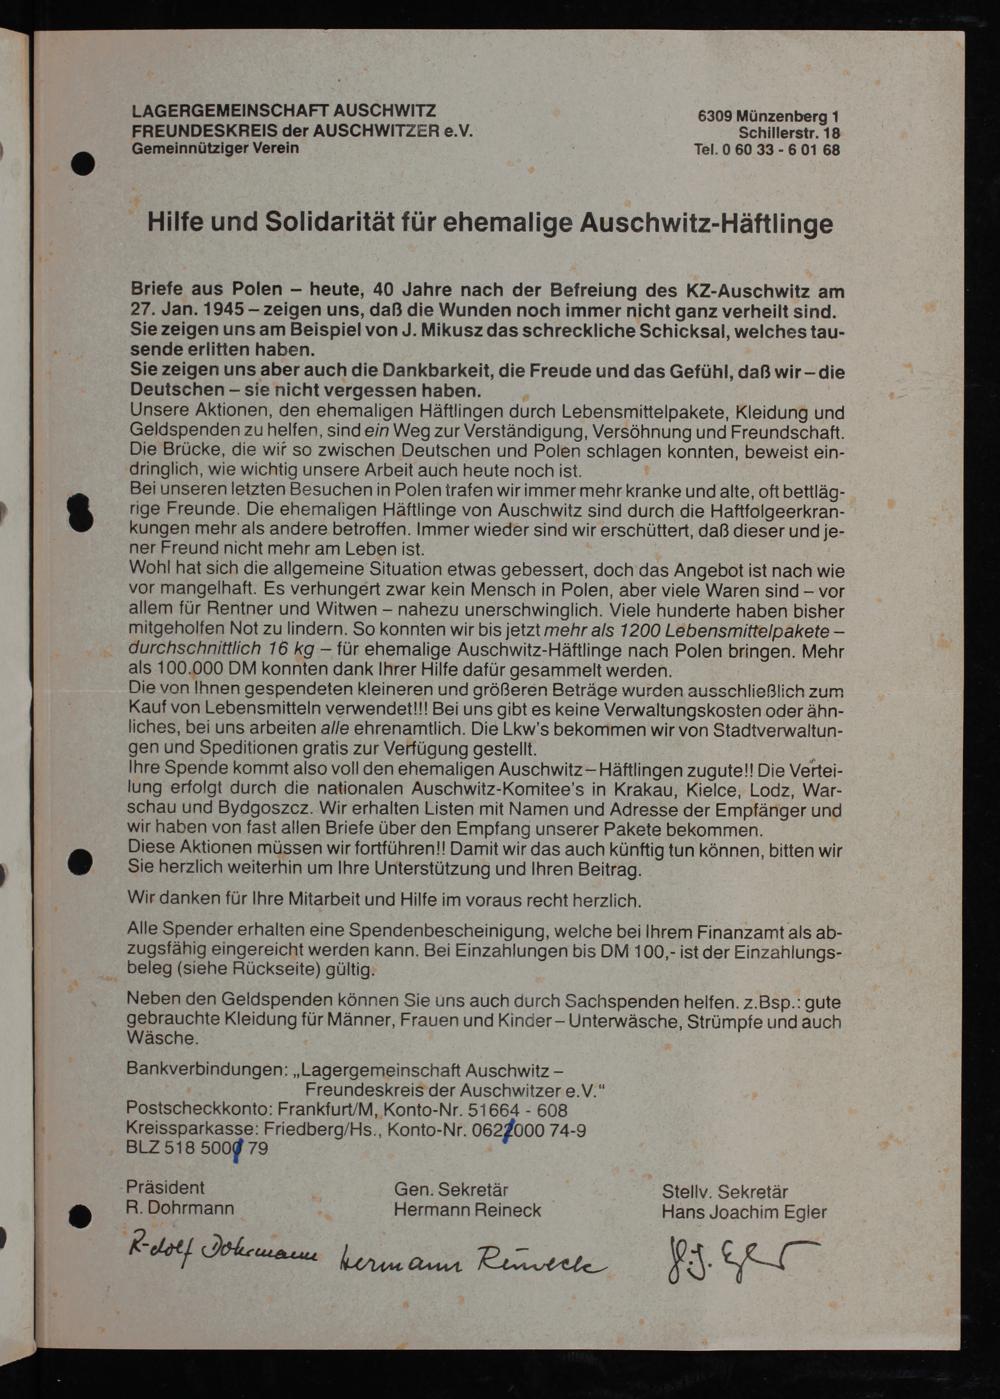 LAGERGEMEINSCHAFT AUSCHWITZ
FREUNDESKREIS der AUSCHWITZER e.V.
Gemeinnütziger Verein
6309 Münzenberg 1
Schillerstr. 18
Tel. 0 60 33 - 6 01 68
Hilfe und Solidarität für ehemalige Auschwitz-Häftlinge
Briefe aus Polen – heute, 40 Jahre nach der Befreiung des KZ-Auschwitz am
27. Jan. 1945 – zeigen uns, daß die Wunden noch immer nicht ganz verheilt sind.
Sie zeigen uns am Beispiel von J. Mikusz das schreckliche Schicksal, welches tau-
sende erlitten haben.
Sie zeigen uns aber auch die Dankbarkeit, die Freude und das Gefühl, daß wir – die
Deutschen – sie nicht vergessen haben.
Unsere Aktionen, den ehemaligen Häftlingen durch Lebensmittelpakete, Kleidung und
Geldspenden zu helfen, sind ein Weg zur Verständigung, Versöhnung und Freundschaft.
Die Brücke, die wir so zwischen Deutschen und Polen schlagen konnten, beweist ein-
dringlich, wie wichtig unsere Arbeit auch heute noch ist.
Bei unseren letzten Besuchen in Polen trafen wir immer mehr kranke und alte, oft bettläg-
rige Freunde. Die ehemaligen Häftlinge von Auschwitz sind durch die Haftfolgeerkran-
kungen mehr als andere betroffen. Immer wieder sind wir erschüttert, daß dieser und je-
ner Freund nicht mehr am Leben ist.
Wohl hat sich die allgemeine Situation etwas gebessert, doch das Angebot ist nach wie
vor mangelhaft. Es verhungert zwar kein Mensch in Polen, aber viele Waren sind – vor
allem für Rentner und Witwen – nahezu unerschwinglich. Viele hunderte haben bisher
mitgeholfen Not zu lindern. So konnten wir bis jetzt mehr als 1200 Lebensmittelpakete –
durchschnittlich 16 kg – für ehemalige Auschwitz-Häftlinge nach Polen bringen. Mehr
als 100.000 DM konnten dank Ihrer Hilfe dafür gesammelt werden.
Die von Ihnen gespendeten kleineren und größeren Beträge wurden ausschließlich zum
Kauf von Lebensmitteln verwendet!!! Bei uns gibt es keine Verwaltungskosten oder ähn-
liches, bei uns arbeiten alle ehrenamtlich. Die Lkw's bekommen wir von Stadtverwaltun-
gen und Speditionen gratis zur Verfügung gestellt.
Ihre Spende kommt also voll den ehemaligen Auschwitz–Häftlingen zugute!! Die Vertei-
lung erfolgt durch die nationalen Auschwitz-Komitee's in Krakau, Kielce, Lodz, War-
schau und Bydgoszcz. Wir erhalten Listen mit Namen und Adresse der Empfänger und
wir haben von fast allen Briefe über den Empfang unserer Pakete bekommen.
Diese Aktionen müssen wir fortführen!! Damit wir das auch künftig tun können, bitten wir
Sie herzlich weiterhin um Ihre Unterstützung und Ihren Beitrag.
Wir danken für Ihre Mitarbeit und Hilfe im voraus recht herzlich.
Alle Spender erhalten eine Spendenbescheinigung, welche bei Ihrem Finanzamt als ab-
zugsfähig eingereicht werden kann. Bei Einzahlungen bis DM 100,- ist der Einzahlungs-
beleg (siehe Rückseite) gültig.
Neben den Geldspenden können Sie uns auch durch Sachspenden helfen. z.Bsp.: gute
gebrauchte Kleidung für Männer, Frauen und Kinder – Unterwäsche, Strümpfe und auch
Wäsche.
Bankverbindungen: „Lagergemeinschaft Auschwitz –
Freundeskreis der Auschwitzer e.V."
Postscheckkonto: Frankfurt/M, Konto-Nr. 51664 - 608
Kreissparkasse: Friedberg/Hs., Konto-Nr. 062000 74-9
BLZ 518 500 79
Präsident
R. Dohrmann
Gen. Sekretär
Hermann Reineck
Stellv. Sekretär
Hans Joachim Egler
Rudolf Dohrmann
Hermann Reineck
H.J. Egler